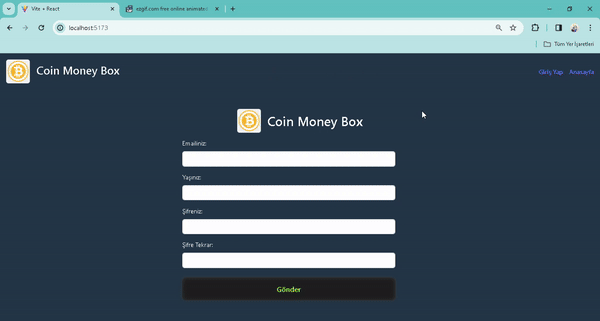 Vite + React
ezgif.com free online animated
localhost:5173
Tüm Yer İşaretleri
Coin Money Box
Giriş Yap Anasayfa
Coin Money Box
Emailiniz:
Yaşınız:
Şifreniz:
Şifre Tekrar:
Gönder